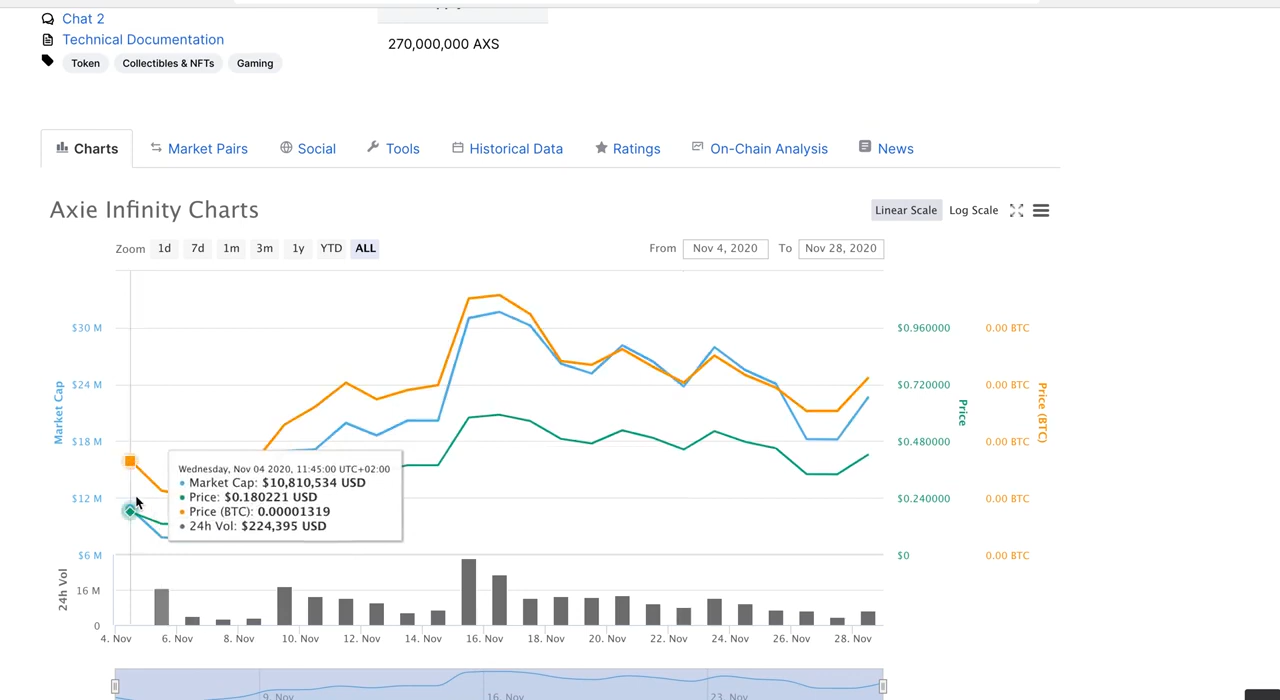 Chat 2
Technical Documentation
270,000,000 AXS
Token Collectibles & NFTs Gaming
Charts Market Pairs Social Tools Historical Data Ratings On-Chain Analysis News
Axie Infinity Charts
Linear Scale Log Scale
Zoom 1d 7d 1m 3m 1y YTD ALL From Nov 4, 2020 To Nov 28, 2020
$30 M $0.960000 0.00 BTC
$24 M $0.720000 0.00 BTC
Market Cap Price Price (BTC)
$18 M $0.480000 0.00 BTC
Wednesday, Nov 04 2020, 11:45:00 UTC+02:00
Market Cap: $10,810,534 USD
Price: $0.180221 USD
Price (BTC): 0.00001319
24h Vol: $224,395 USD
$12 M $0.240000 0.00 BTC
$6 M $0 0.00 BTC
24h Vol
16 M
0
4. Nov 6. Nov 8. Nov 10. Nov 12. Nov 14. Nov 16. Nov 18. Nov 20. Nov 22. Nov 24. Nov 26. Nov 28. Nov
9. Nov 16. Nov 23. Nov